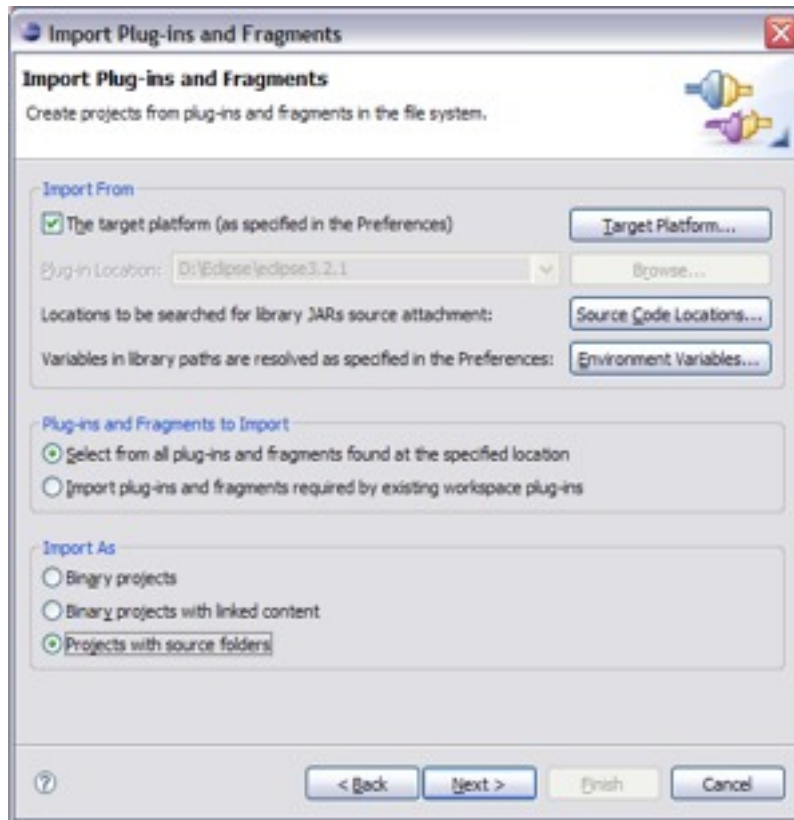 Import Plug-ins and Fragments
Import Plug-ins and Fragments
Create projects from plug-ins and fragments in the file system.
Import From
The target platform (as specified in the Preferences)
Target Platform...
Plug-in Location:
D:\Eclipse\eclipse3.2.1
Browse...
Locations to be searched for library JARs source attachment:
Source Code Locations...
Variables in library paths are resolved as specified in the Preferences:
Environment Variables...
Plug-ins and Fragments to Import
Select from all plug-ins and fragments found at the specified location
Import plug-ins and fragments required by existing workspace plug-ins
Import As
Binary projects
Binary projects with linked content
Projects with source folders
?
< Back
Next >
Finish
Cancel